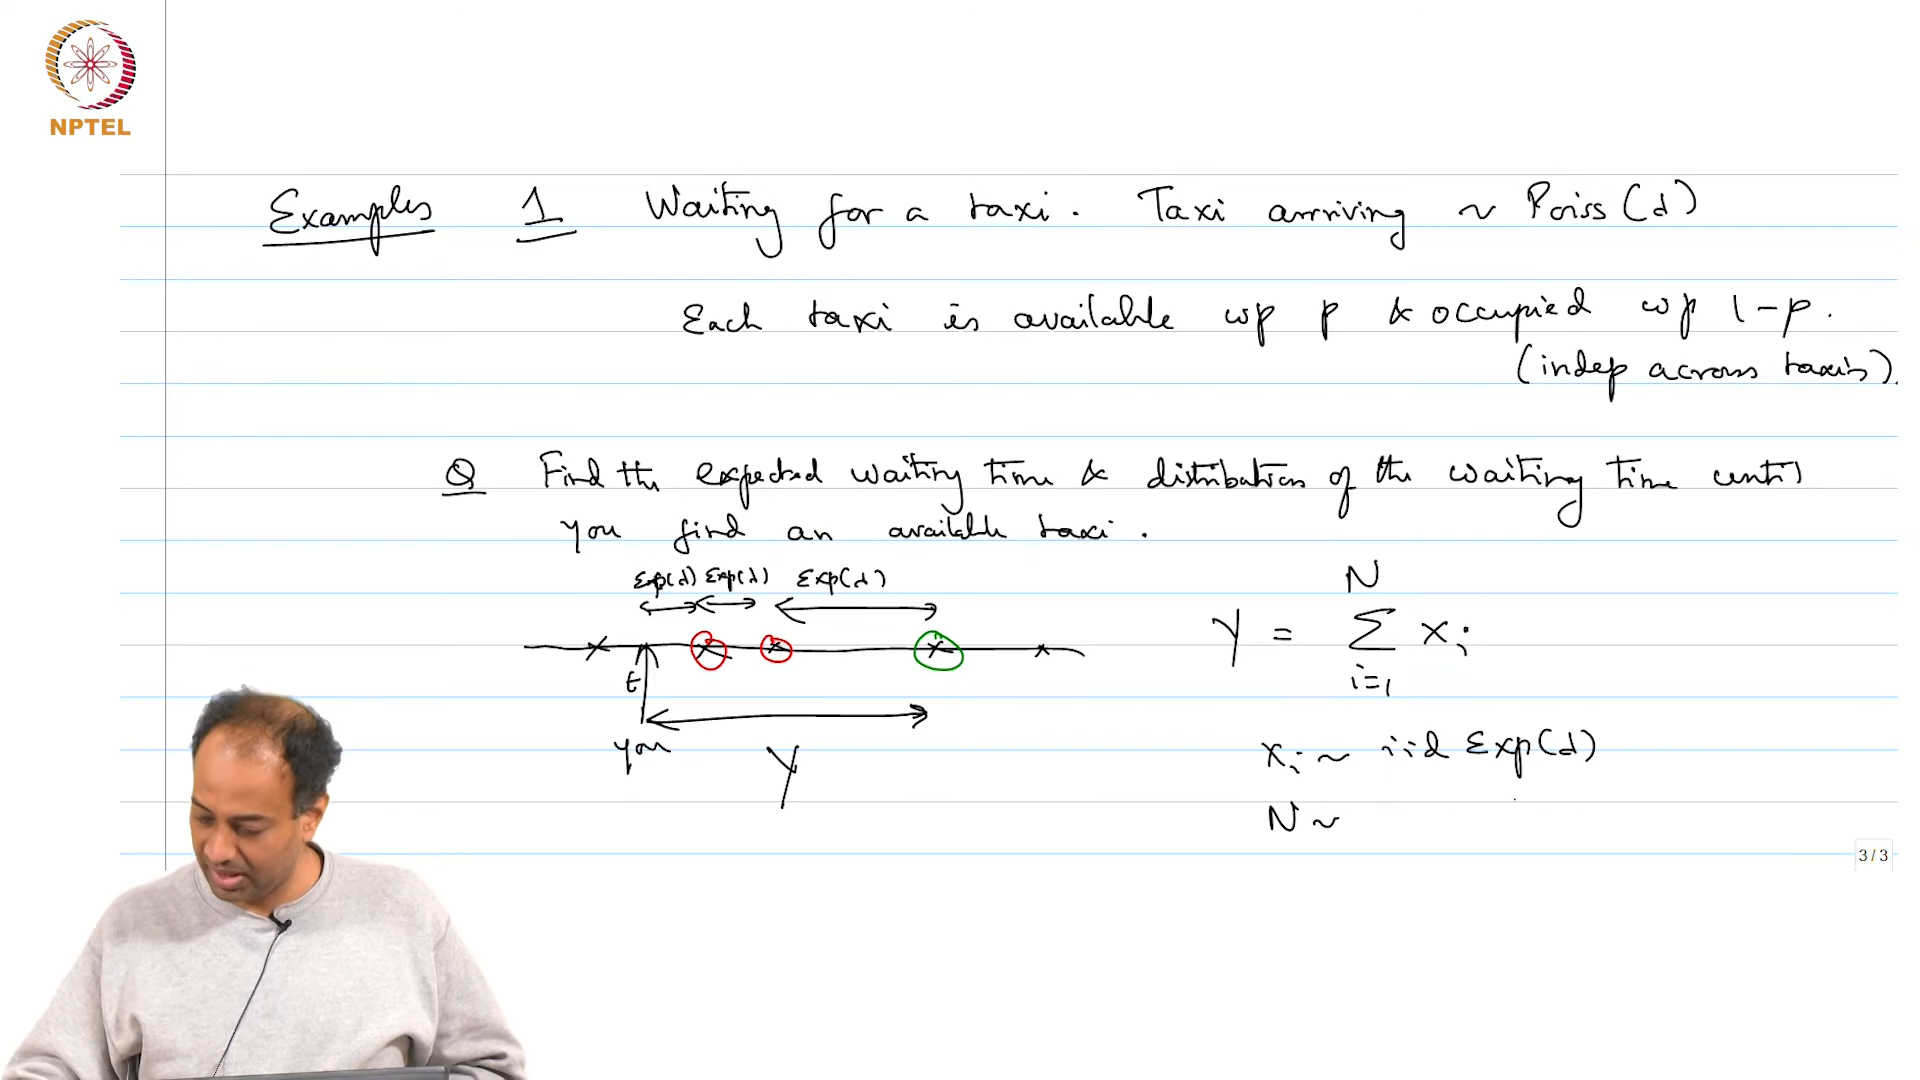 NPTEL
Examples 1 Waiting for a taxi. Taxi arriving ~ Poiss(λ)
Each taxi is available wp p & occupied wp 1-p.
(indep across taxis).
Q Find the expected waiting time & distribution of the waiting time until
you find an available taxi.
Exp(λ) Exp(λ) Exp(λ)
t
you
Y
Y = N Σ i=1 Xi
Xi ~ iid Exp(λ)
N ~
3 / 3